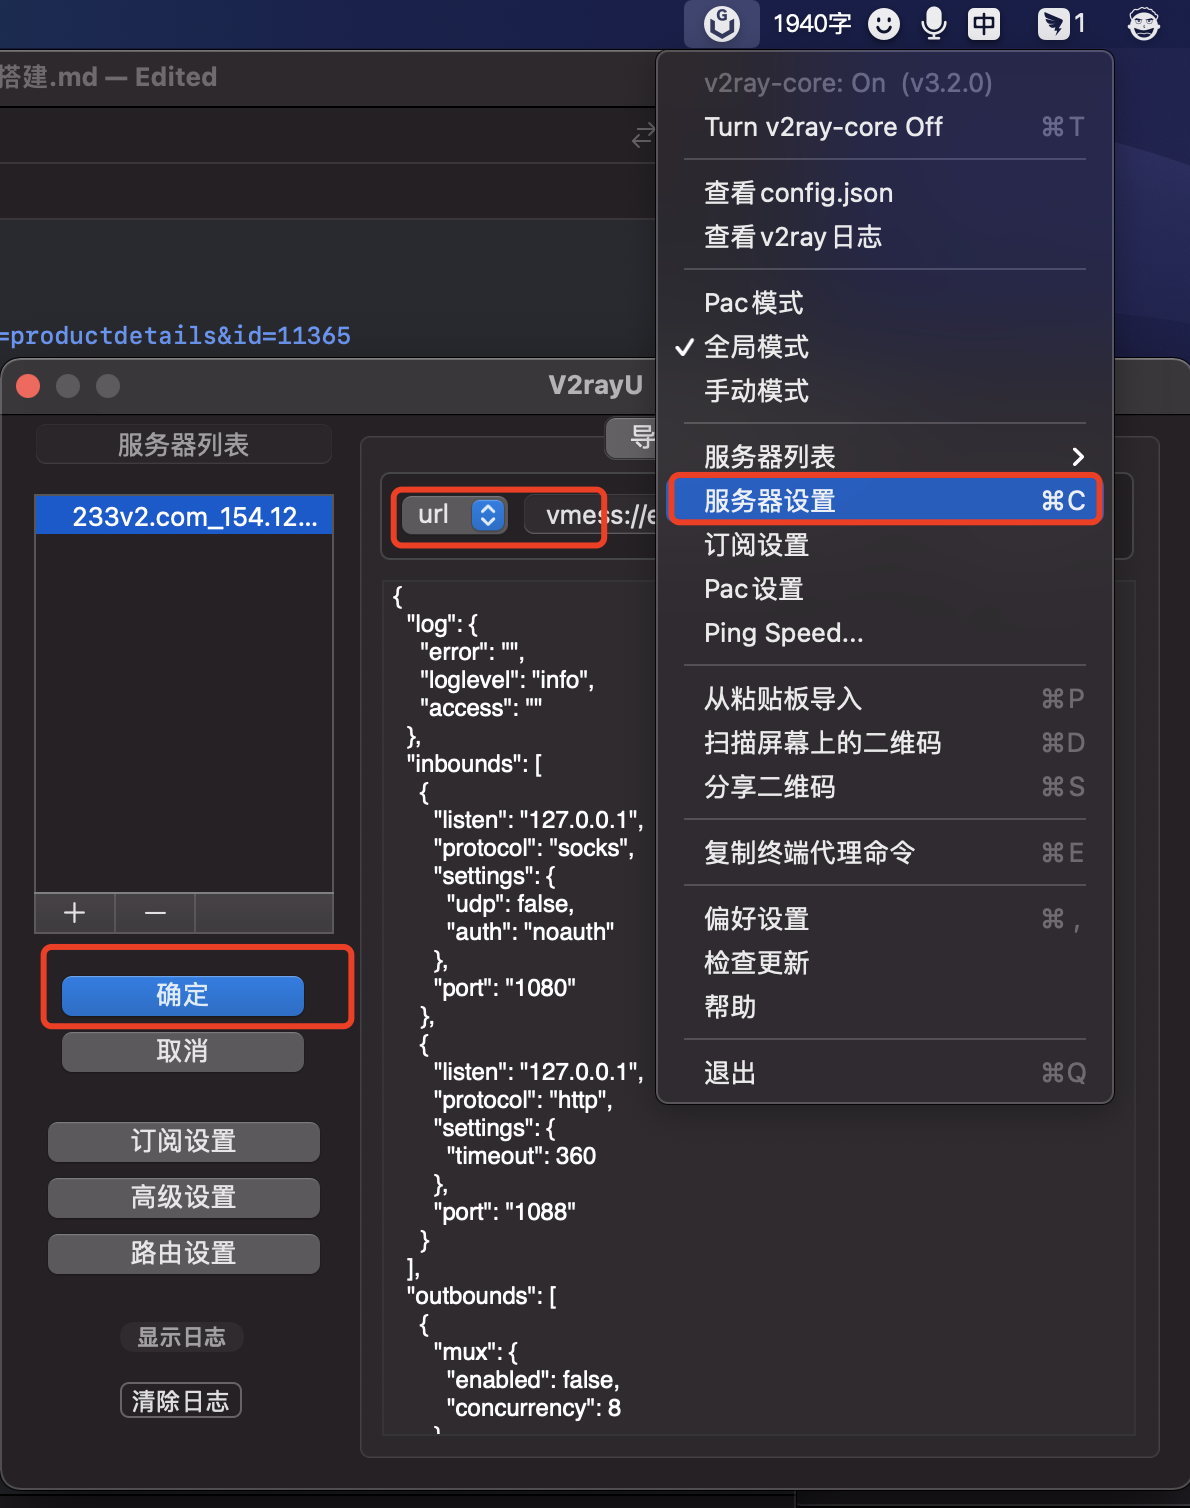 G
1940字
中
1
搭建.md — Edited
v2ray-core: On (v3.2.0)
Turn v2ray-core Off ⌘T
查看config.json
查看v2ray日志
Pac模式
✓ 全局模式
手动模式
服务器列表
服务器设置 ⌘C
订阅设置
Pac设置
Ping Speed...
从粘贴板导入 ⌘P
扫描屏幕上的二维码 ⌘D
分享二维码 ⌘S
复制终端代理命令 ⌘E
偏好设置 ⌘,
检查更新
帮助
退出 ⌘Q
=productdetails&id=11365
V2rayU
服务器列表
233v2.com_154.12...
+ −
确定
取消
订阅设置
高级设置
路由设置
显示日志
清除日志
导
url
vmess://e
{
"log": {
"error": "",
"loglevel": "info",
"access": ""
},
"inbounds": [
{
"listen": "127.0.0.1",
"protocol": "socks",
"settings": {
"udp": false,
"auth": "noauth"
},
"port": "1080"
},
{
"listen": "127.0.0.1",
"protocol": "http",
"settings": {
"timeout": 360
},
"port": "1088"
}
],
"outbounds": [
{
"mux": {
"enabled": false,
"concurrency": 8
}